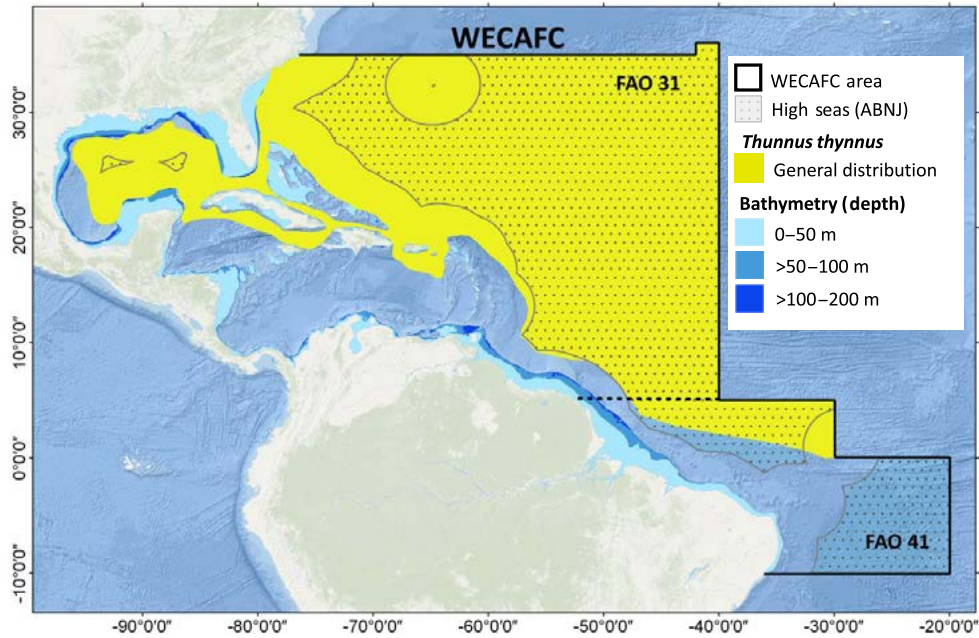 WECAFC
FAO 31
WECAFC area
High seas (ABNJ)
Thunnus thynnus
General distribution
Bathymetry (depth)
0–50 m
>50–100 m
>100–200 m
FAO 41
30°0'0"
20°0'0"
10°0'0"
0°0'0"
-10°0'0"
-90°0'0" -80°0'0" -70°0'0" -60°0'0" -50°0'0" -40°0'0" -30°0'0" -20°0'0"